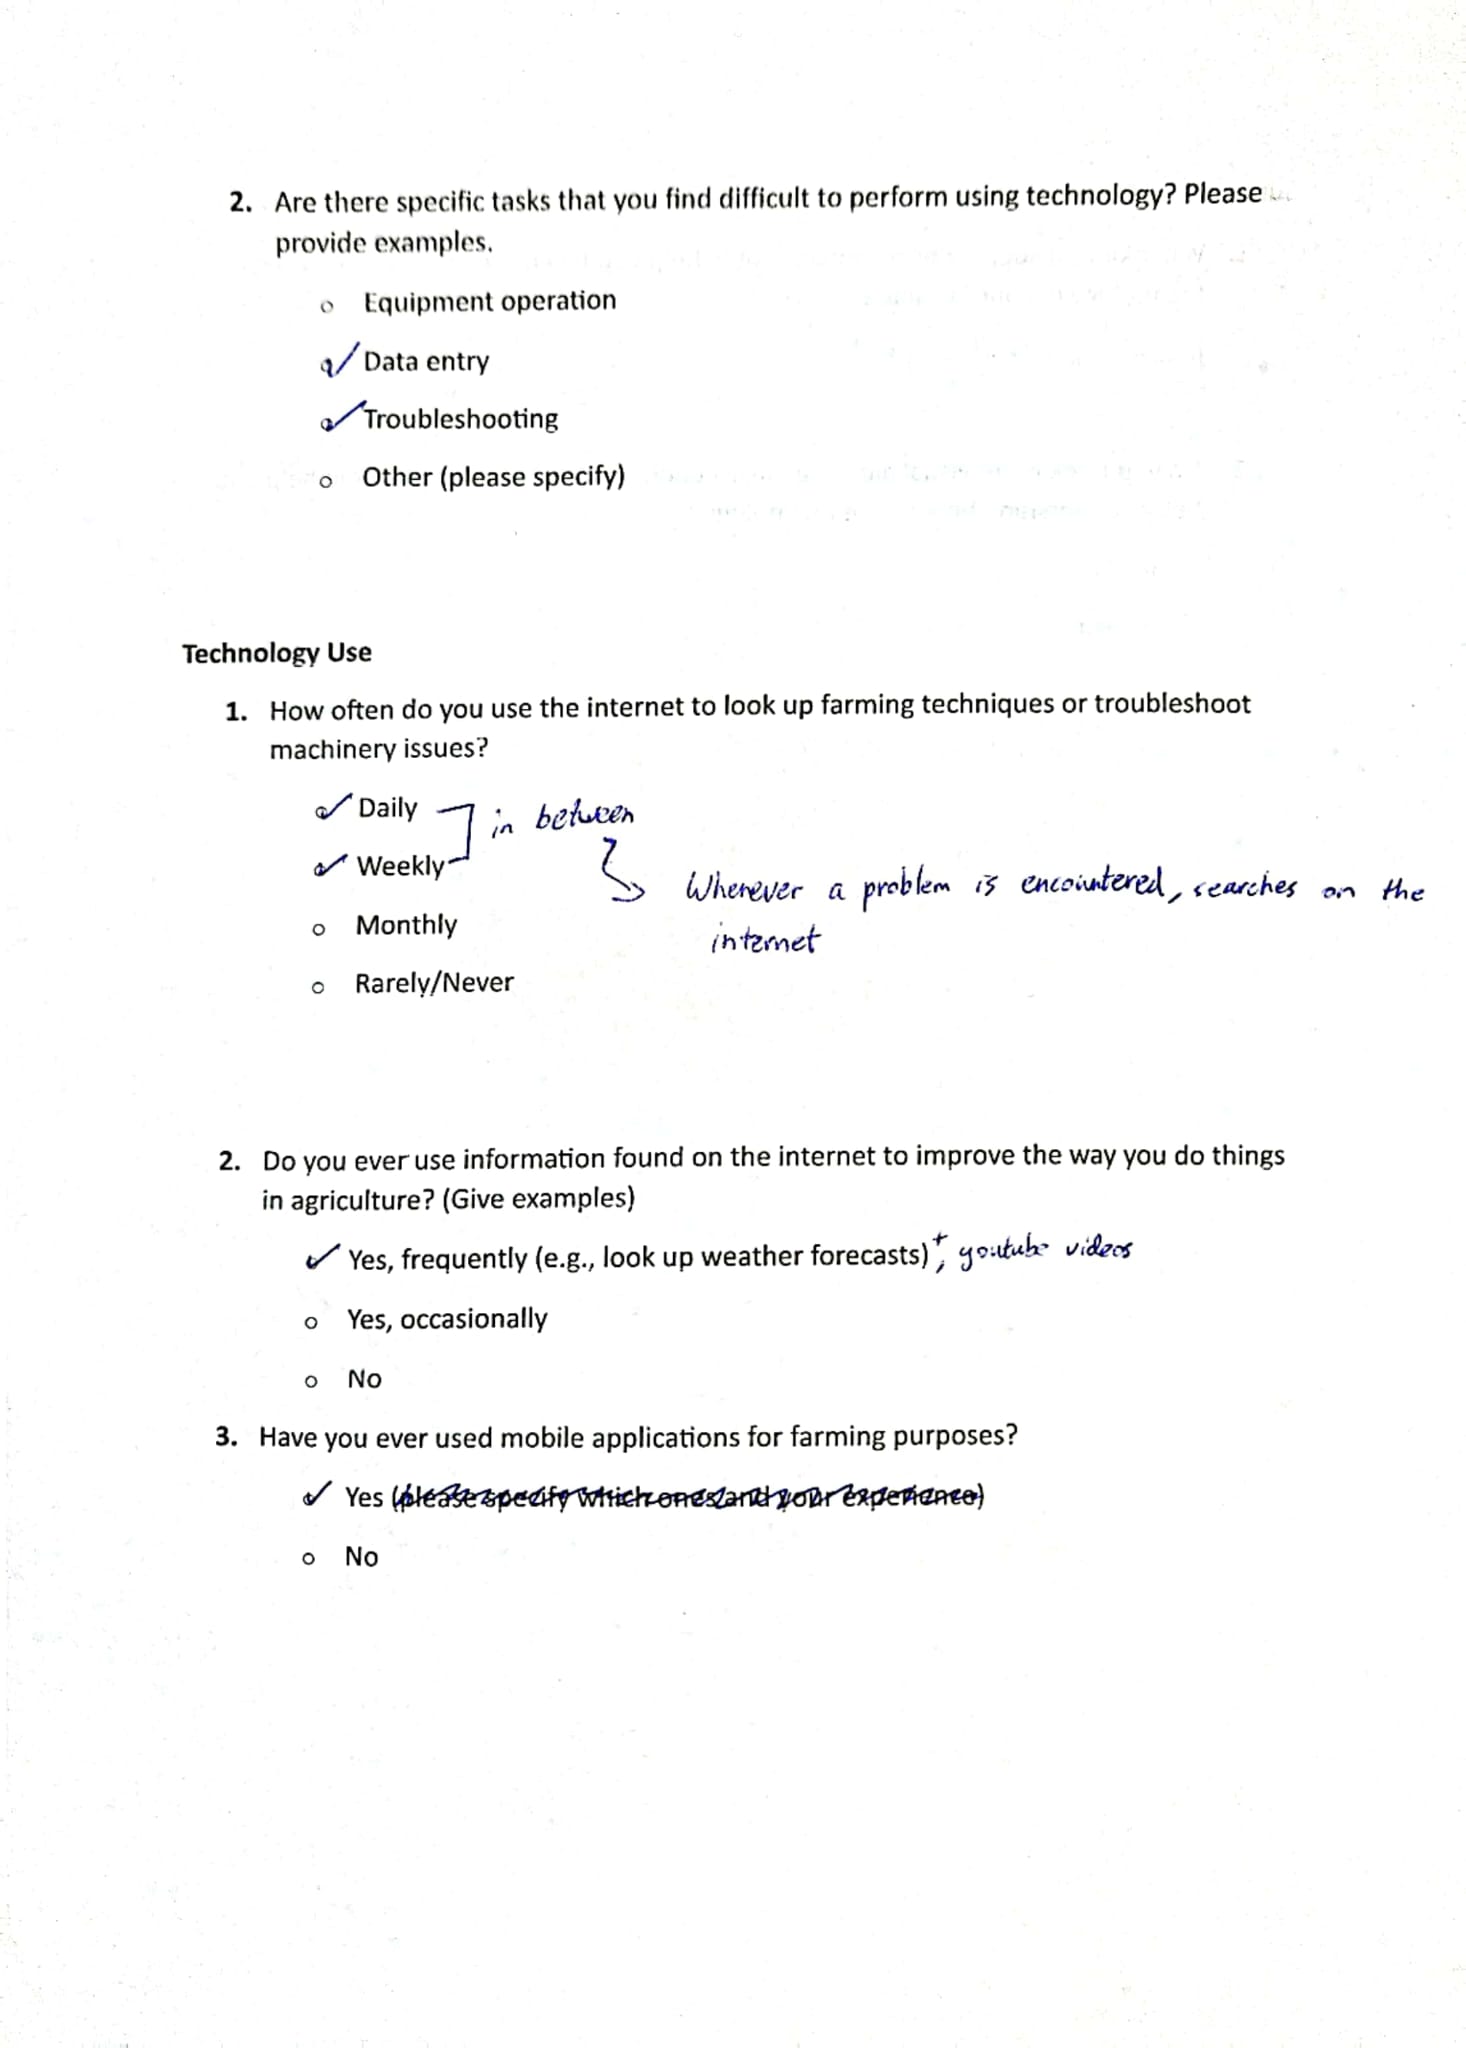 2. Are there specific tasks that you find difficult to perform using technology? Please
provide examples.
o Equipment operation
✓ Data entry
✓ Troubleshooting
o Other (please specify)
Technology Use
1. How often do you use the internet to look up farming techniques or troubleshoot
machinery issues?
✓ Daily
in between
✓ Weekly
Wherever a problem is encountered, searches on the
internet
o Monthly
o Rarely/Never
2. Do you ever use information found on the internet to improve the way you do things
in agriculture? (Give examples)
✓ Yes, frequently (e.g., look up weather forecasts)+, youtube videos
o Yes, occasionally
o No
3. Have you ever used mobile applications for farming purposes?
✓ Yes (please specify which ones and your experience)
o No